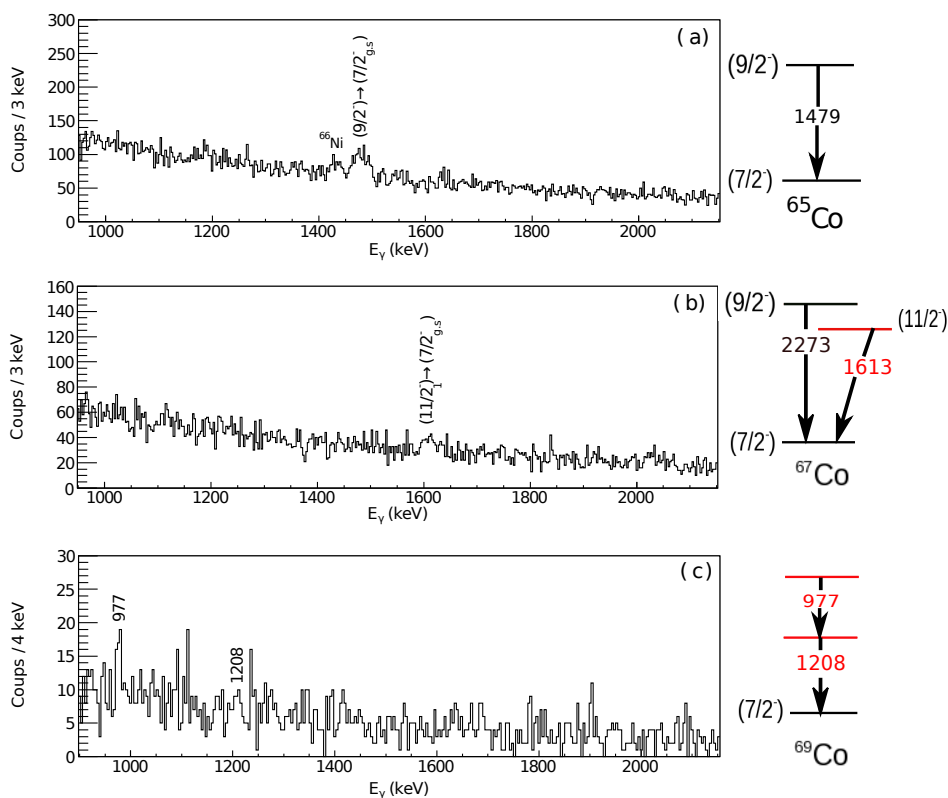 (a)
Coups / 3 keV
300
250
200
150
100
50
0
⁶⁶Ni
(9/2⁻)→(7/2⁻g.s)
1000 1200 1400 1600 1800 2000
Eγ (keV)
(9/2⁻)
1479
(7/2⁻)
⁶⁵Co
(b)
Coups / 3 keV
160
140
120
100
80
60
40
20
0
(11/2⁻₁)→(7/2⁻g.s)
1000 1200 1400 1600 1800 2000
Eγ (keV)
(9/2⁻)
(11/2⁻)
2273
1613
(7/2⁻)
⁶⁷Co
(c)
Coups / 4 keV
30
25
20
15
10
5
0
977
1208
1000 1200 1400 1600 1800 2000
Eγ (keV)
977
1208
(7/2⁻)
⁶⁹Co